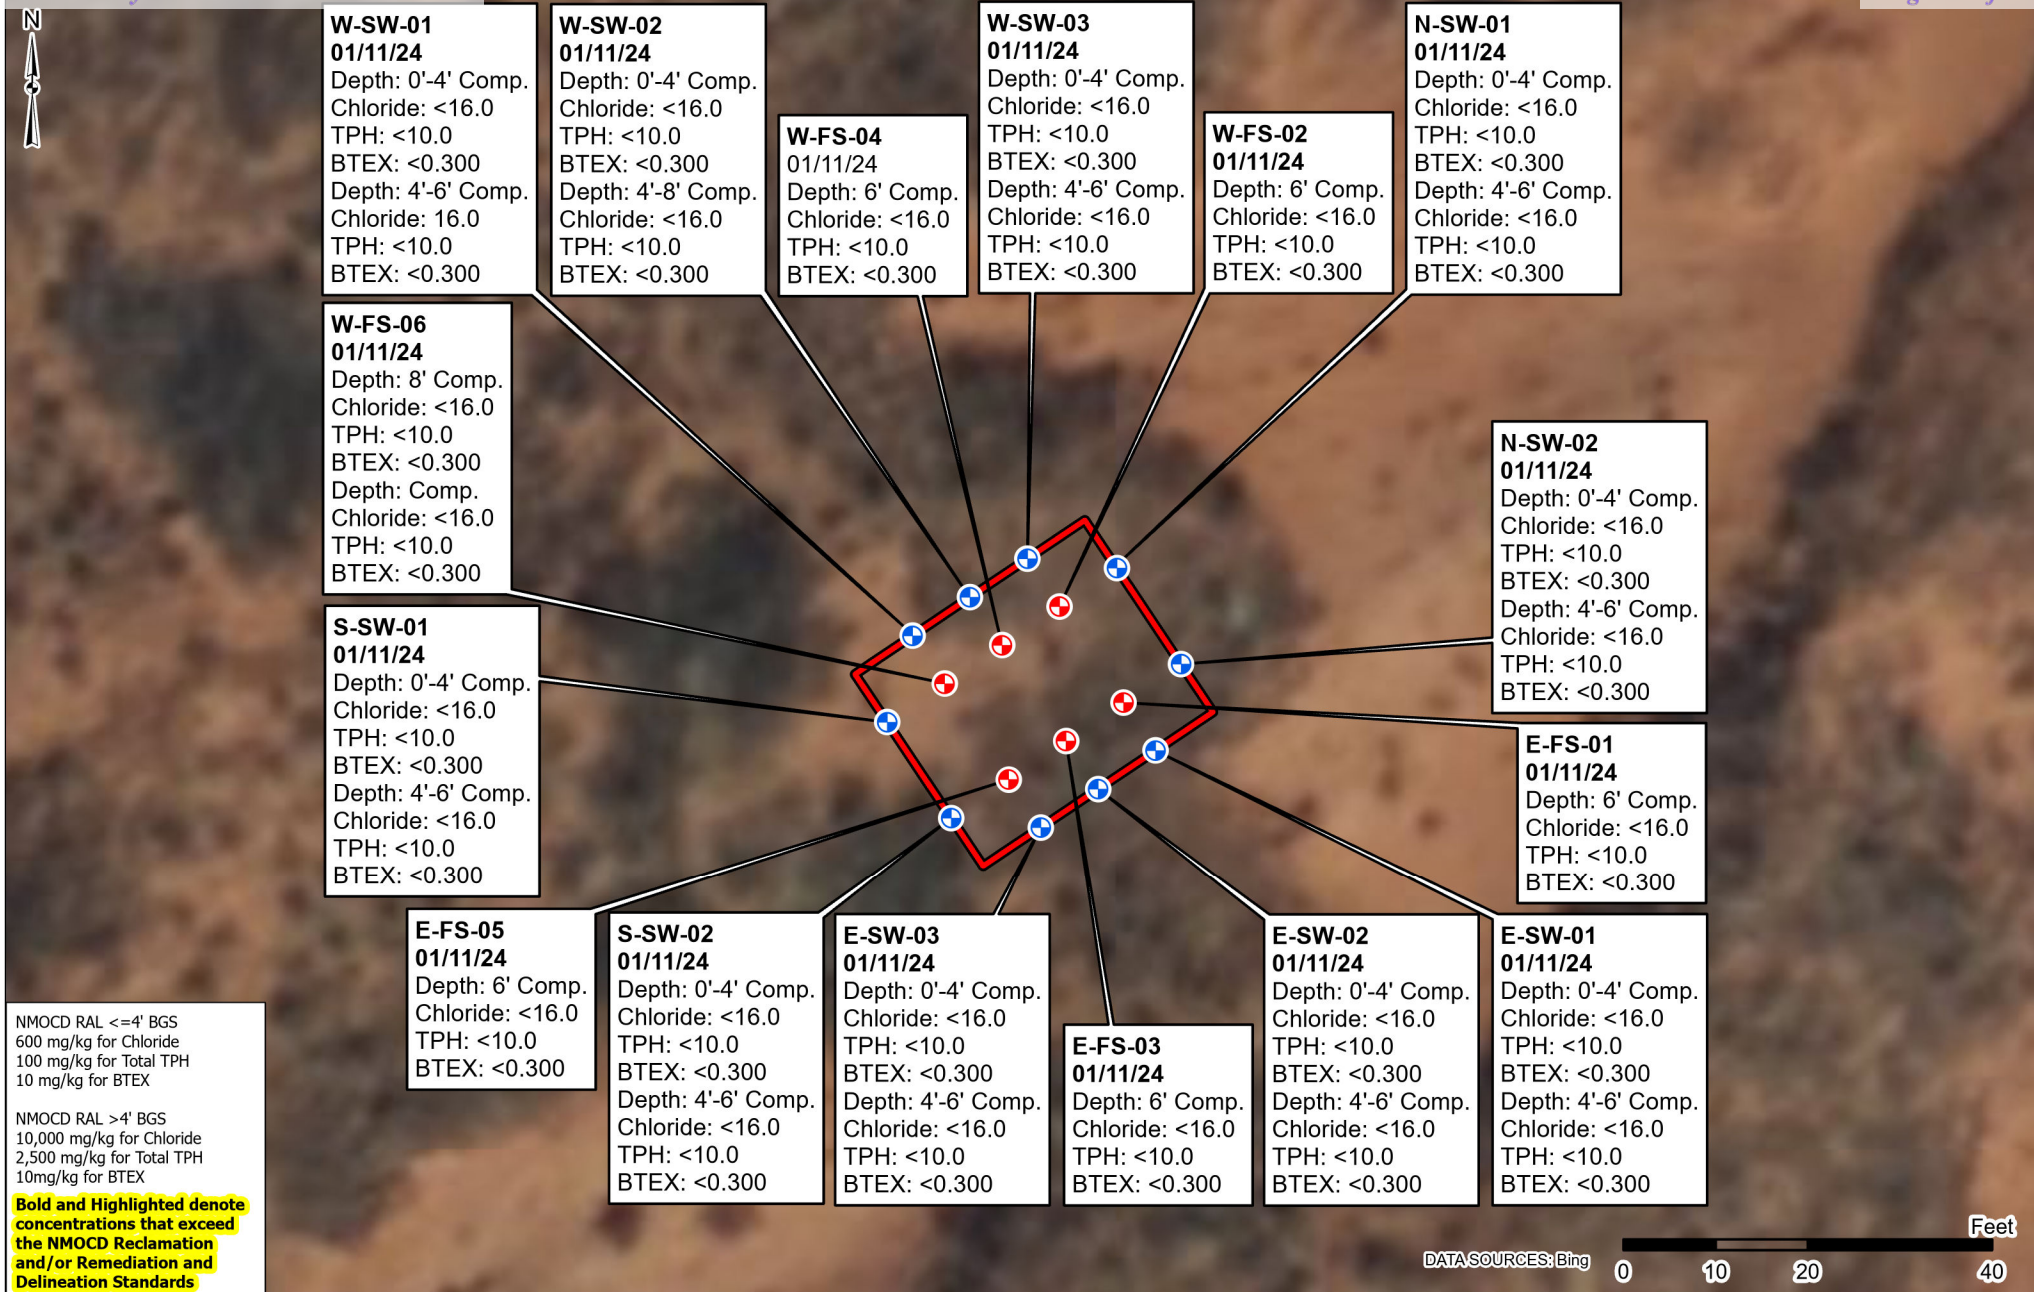 N
W-SW-01
01/11/24
Depth: 0'-4' Comp.
Chloride: <16.0
TPH: <10.0
BTEX: <0.300
Depth: 4'-6' Comp.
Chloride: 16.0
TPH: <10.0
BTEX: <0.300
W-SW-02
01/11/24
Depth: 0'-4' Comp.
Chloride: <16.0
TPH: <10.0
BTEX: <0.300
Depth: 4'-8' Comp.
Chloride: <16.0
TPH: <10.0
BTEX: <0.300
W-FS-04
01/11/24
Depth: 6' Comp.
Chloride: <16.0
TPH: <10.0
BTEX: <0.300
W-SW-03
01/11/24
Depth: 0'-4' Comp.
Chloride: <16.0
TPH: <10.0
BTEX: <0.300
Depth: 4'-6' Comp.
Chloride: <16.0
TPH: <10.0
BTEX: <0.300
W-FS-02
01/11/24
Depth: 6' Comp.
Chloride: <16.0
TPH: <10.0
BTEX: <0.300
N-SW-01
01/11/24
Depth: 0'-4' Comp.
Chloride: <16.0
TPH: <10.0
BTEX: <0.300
Depth: 4'-6' Comp.
Chloride: <16.0
TPH: <10.0
BTEX: <0.300
W-FS-06
01/11/24
Depth: 8' Comp.
Chloride: <16.0
TPH: <10.0
BTEX: <0.300
Depth: Comp.
Chloride: <16.0
TPH: <10.0
BTEX: <0.300
N-SW-02
01/11/24
Depth: 0'-4' Comp.
Chloride: <16.0
TPH: <10.0
BTEX: <0.300
Depth: 4'-6' Comp.
Chloride: <16.0
TPH: <10.0
BTEX: <0.300
S-SW-01
01/11/24
Depth: 0'-4' Comp.
Chloride: <16.0
TPH: <10.0
BTEX: <0.300
Depth: 4'-6' Comp.
Chloride: <16.0
TPH: <10.0
BTEX: <0.300
E-FS-01
01/11/24
Depth: 6' Comp.
Chloride: <16.0
TPH: <10.0
BTEX: <0.300
E-FS-05
01/11/24
Depth: 6' Comp.
Chloride: <16.0
TPH: <10.0
BTEX: <0.300
S-SW-02
01/11/24
Depth: 0'-4' Comp.
Chloride: <16.0
TPH: <10.0
BTEX: <0.300
Depth: 4'-6' Comp.
Chloride: <16.0
TPH: <10.0
BTEX: <0.300
E-SW-03
01/11/24
Depth: 0'-4' Comp.
Chloride: <16.0
TPH: <10.0
BTEX: <0.300
Depth: 4'-6' Comp.
Chloride: <16.0
TPH: <10.0
BTEX: <0.300
E-FS-03
01/11/24
Depth: 6' Comp.
Chloride: <16.0
TPH: <10.0
BTEX: <0.300
E-SW-02
01/11/24
Depth: 0'-4' Comp.
Chloride: <16.0
TPH: <10.0
BTEX: <0.300
Depth: 4'-6' Comp.
Chloride: <16.0
TPH: <10.0
BTEX: <0.300
E-SW-01
01/11/24
Depth: 0'-4' Comp.
Chloride: <16.0
TPH: <10.0
BTEX: <0.300
Depth: 4'-6' Comp.
Chloride: <16.0
TPH: <10.0
BTEX: <0.300
NMOCD RAL <=4' BGS
600 mg/kg for Chloride
100 mg/kg for Total TPH
10 mg/kg for BTEX
NMOCD RAL >4' BGS
10,000 mg/kg for Chloride
2,500 mg/kg for Total TPH
10mg/kg for BTEX
Bold and Highlighted denote
concentrations that exceed
the NMOCD Reclamation
and/or Remediation and
Delineation Standards
DATA SOURCES: Bing
Feet
0 10 20 40